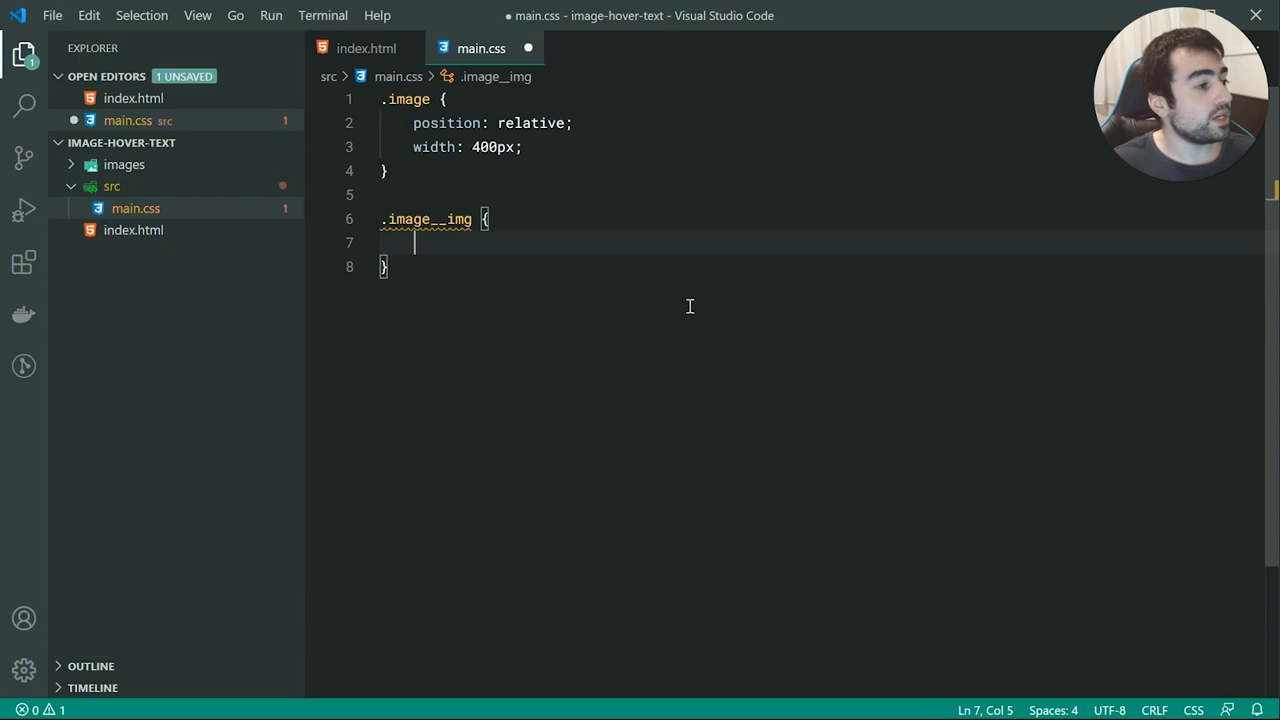 File Edit Selection View Go Run Terminal Help
● main.css - image-hover-text - Visual Studio Code
EXPLORER
1
OPEN EDITORS 1 UNSAVED
index.html
main.css src 1
IMAGE-HOVER-TEXT
images
src
main.css 1
index.html
OUTLINE
TIMELINE
index.html main.css
src > main.css > .image__img
1 .image {
2 position: relative;
3 width: 400px;
4 }
5
6 .image__img {
7
8 }
0 1 Ln 7, Col 5 Spaces: 4 UTF-8 CRLF CSS